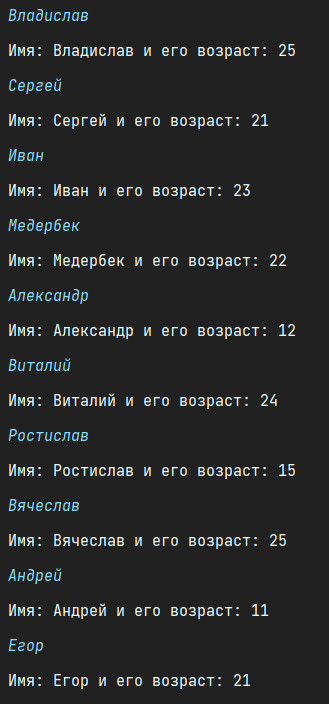 Владислав
Имя: Владислав и его возраст: 25
Сергей
Имя: Сергей и его возраст: 21
Иван
Имя: Иван и его возраст: 23
Медербек
Имя: Медербек и его возраст: 22
Александр
Имя: Александр и его возраст: 12
Виталий
Имя: Виталий и его возраст: 24
Ростислав
Имя: Ростислав и его возраст: 15
Вячеслав
Имя: Вячеслав и его возраст: 25
Андрей
Имя: Андрей и его возраст: 11
Егор
Имя: Егор и его возраст: 21